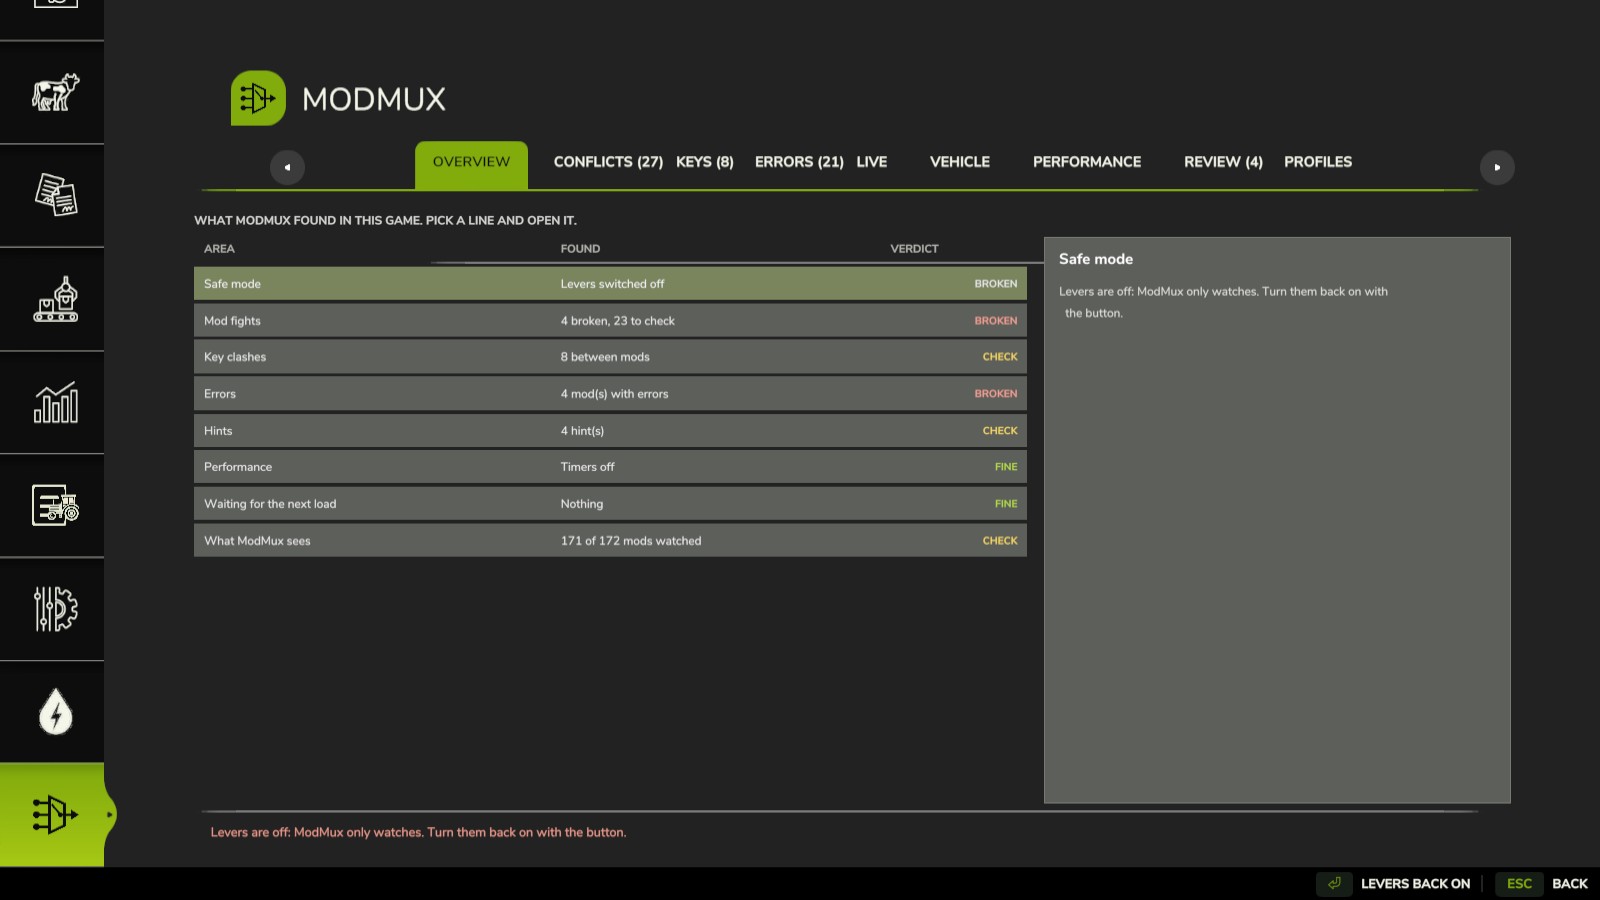 MODMUX
OVERVIEW CONFLICTS (27) KEYS (8) ERRORS (21) LIVE VEHICLE PERFORMANCE REVIEW (4) PROFILES
WHAT MODMUX FOUND IN THIS GAME. PICK A LINE AND OPEN IT.
AREA FOUND VERDICT
Safe mode Levers switched off BROKEN
Mod fights 4 broken, 23 to check BROKEN
Key clashes 8 between mods CHECK
Errors 4 mod(s) with errors BROKEN
Hints 4 hint(s) CHECK
Performance Timers off FINE
Waiting for the next load Nothing FINE
What ModMux sees 171 of 172 mods watched CHECK
Safe mode
Levers are off: ModMux only watches. Turn them back on with
the button.
Levers are off: ModMux only watches. Turn them back on with the button.
LEVERS BACK ON ESC BACK